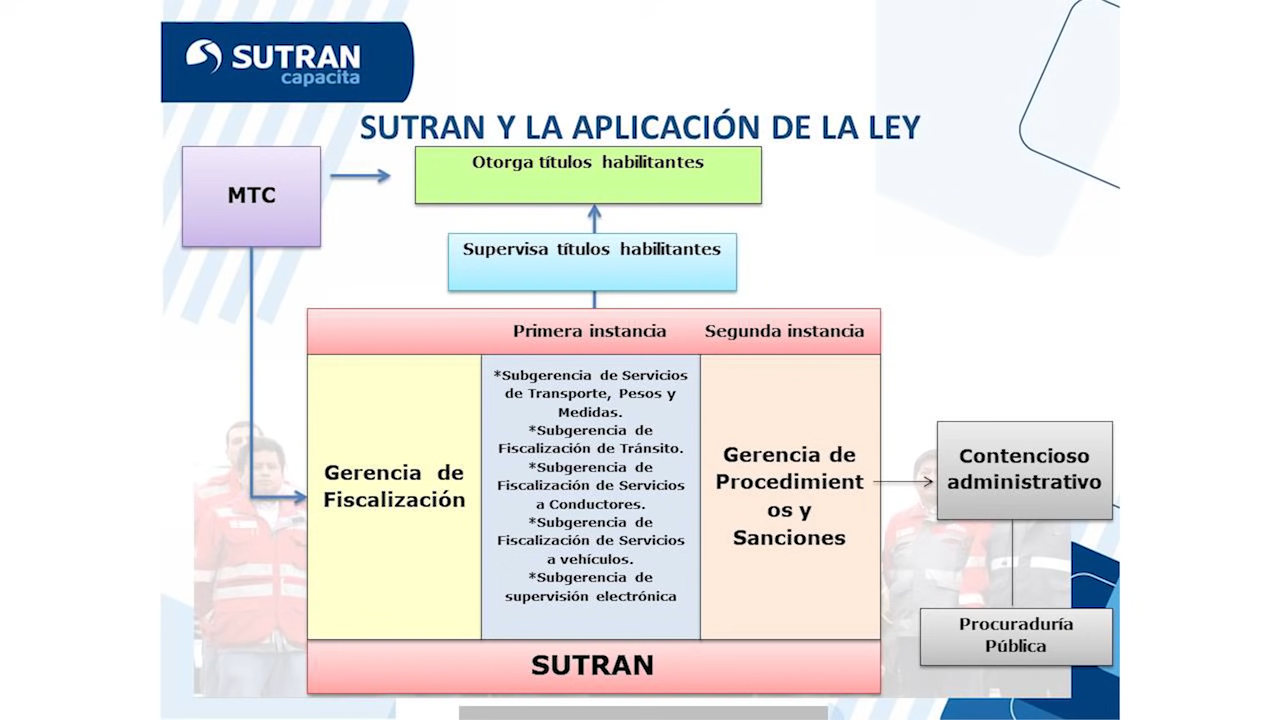 SUTRAN
capacita
SUTRAN Y LA APLICACIÓN DE LA LEY
MTC
Otorga títulos habilitantes
Supervisa títulos habilitantes
Primera instancia
Segunda instancia
Gerencia de
Fiscalización
*Subgerencia de Servicios
de Transporte, Pesos y
Medidas.
*Subgerencia de
Fiscalización de Tránsito.
*Subgerencia de
Fiscalización de Servicios
a Conductores.
*Subgerencia de
Fiscalización de Servicios
a vehículos.
*Subgerencia de
supervisión electrónica
Gerencia de
Procedimient
os y
Sanciones
Contencioso
administrativo
Procuraduría
Pública
SUTRAN